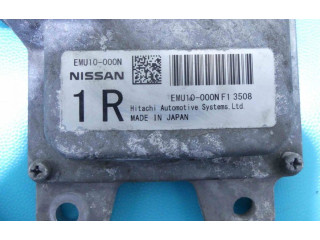 EMU10-000N
NISSAN
1R
EMU10-000N F1 3508
Hitachi Automotive Systems,Ltd.
MADE IN JAPAN